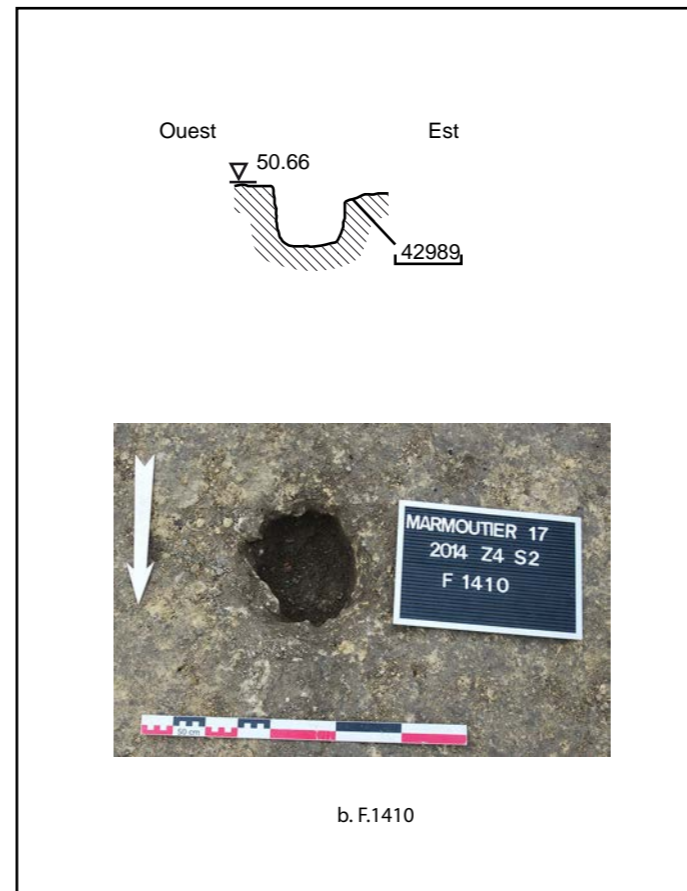 Ouest Est
50.66
42989
MARMOUTIER 17
2014 Z4 S2
F 1410
50 cm
b. F.1410